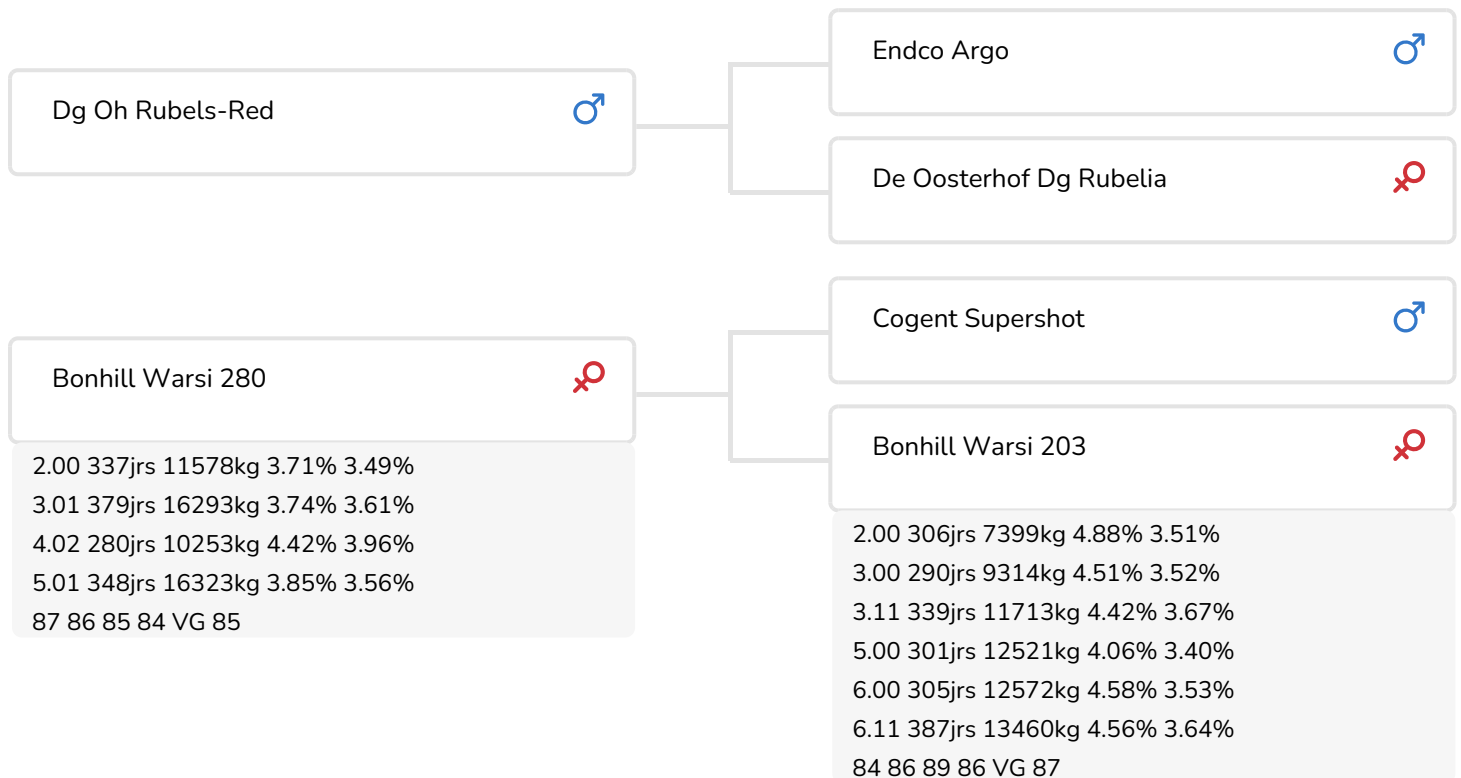 Dg Oh Rubels-Red
Endco Argo
De Oosterhof Dg Rubelia
Bonhill Warsi 280
2.00 337jrs 11578kg 3.71% 3.49%
3.01 379jrs 16293kg 3.74% 3.61%
4.02 280jrs 10253kg 4.42% 3.96%
5.01 348jrs 16323kg 3.85% 3.56%
87 86 85 84 VG 85
Cogent Supershot
Bonhill Warsi 203
2.00 306jrs 7399kg 4.88% 3.51%
3.00 290jrs 9314kg 4.51% 3.52%
3.11 339jrs 11713kg 4.42% 3.67%
5.00 301jrs 12521kg 4.06% 3.40%
6.00 305jrs 12572kg 4.58% 3.53%
6.11 387jrs 13460kg 4.56% 3.64%
84 86 89 86 VG 87